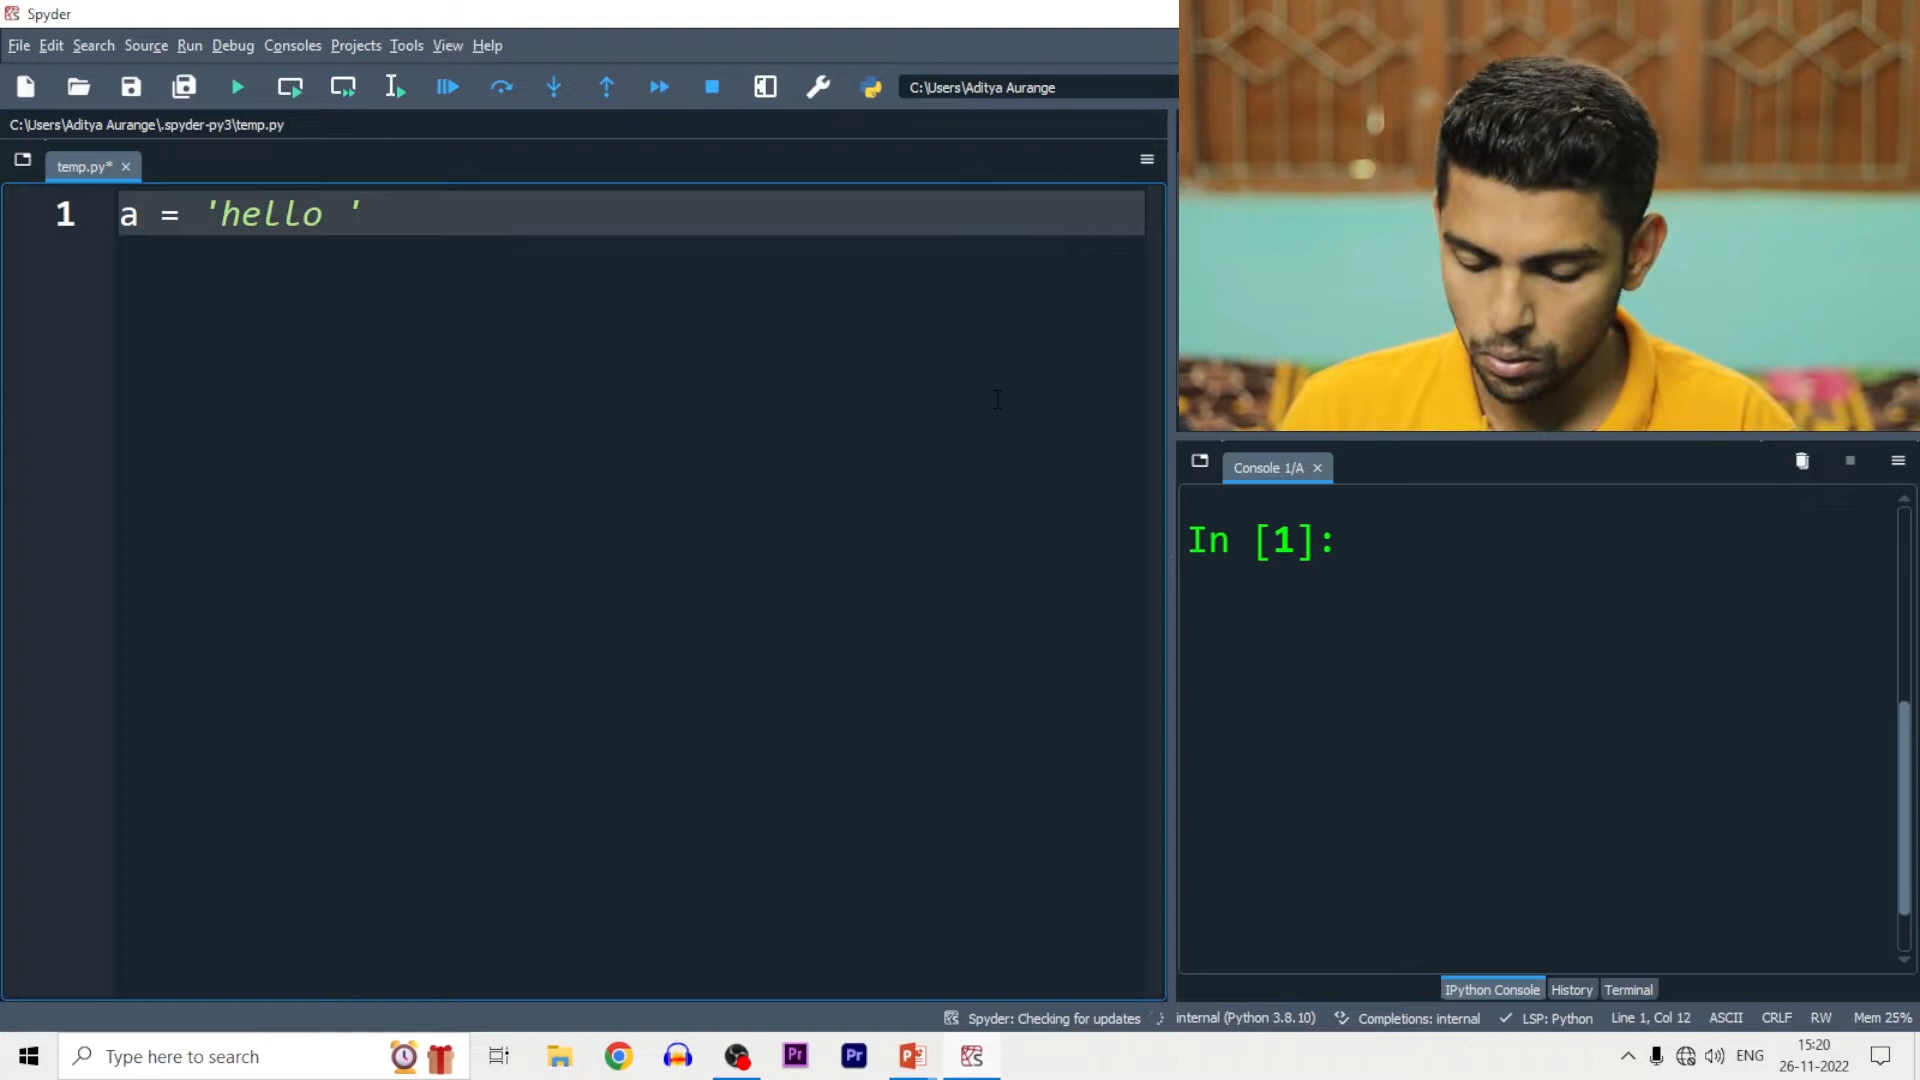 Spyder
File Edit Search Source Run Debug Consoles Projects Tools View Help
C:\Users\Aditya Aurange
C:\Users\Aditya Aurange\.spyder-py3\temp.py
temp.py*
1 a = 'hello '
Console 1/A
In [1]:
IPython Console History Terminal
Spyder: Checking for updates internal (Python 3.8.10) Completions: internal LSP: Python Line 1, Col 12 ASCII CRLF RW Mem 25%
Type here to search
Pr Pr
ENG
15:20
26-11-2022